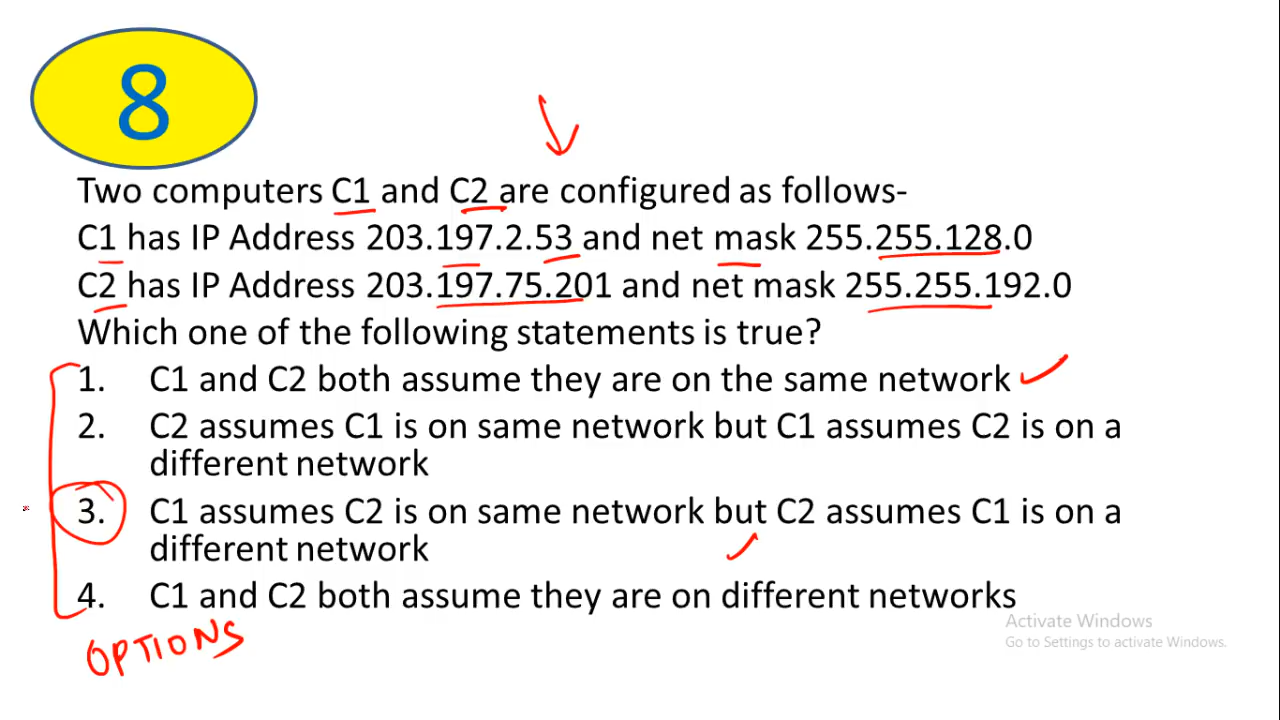 8
Two computers C1 and C2 are configured as follows-
C1 has IP Address 203.197.2.53 and net mask 255.255.128.0
C2 has IP Address 203.197.75.201 and net mask 255.255.192.0
Which one of the following statements is true?
1. C1 and C2 both assume they are on the same network
2. C2 assumes C1 is on same network but C1 assumes C2 is on a
different network
3. C1 assumes C2 is on same network but C2 assumes C1 is on a
different network
4. C1 and C2 both assume they are on different networks
OPTIONS
Activate Windows
Go to Settings to activate Windows.